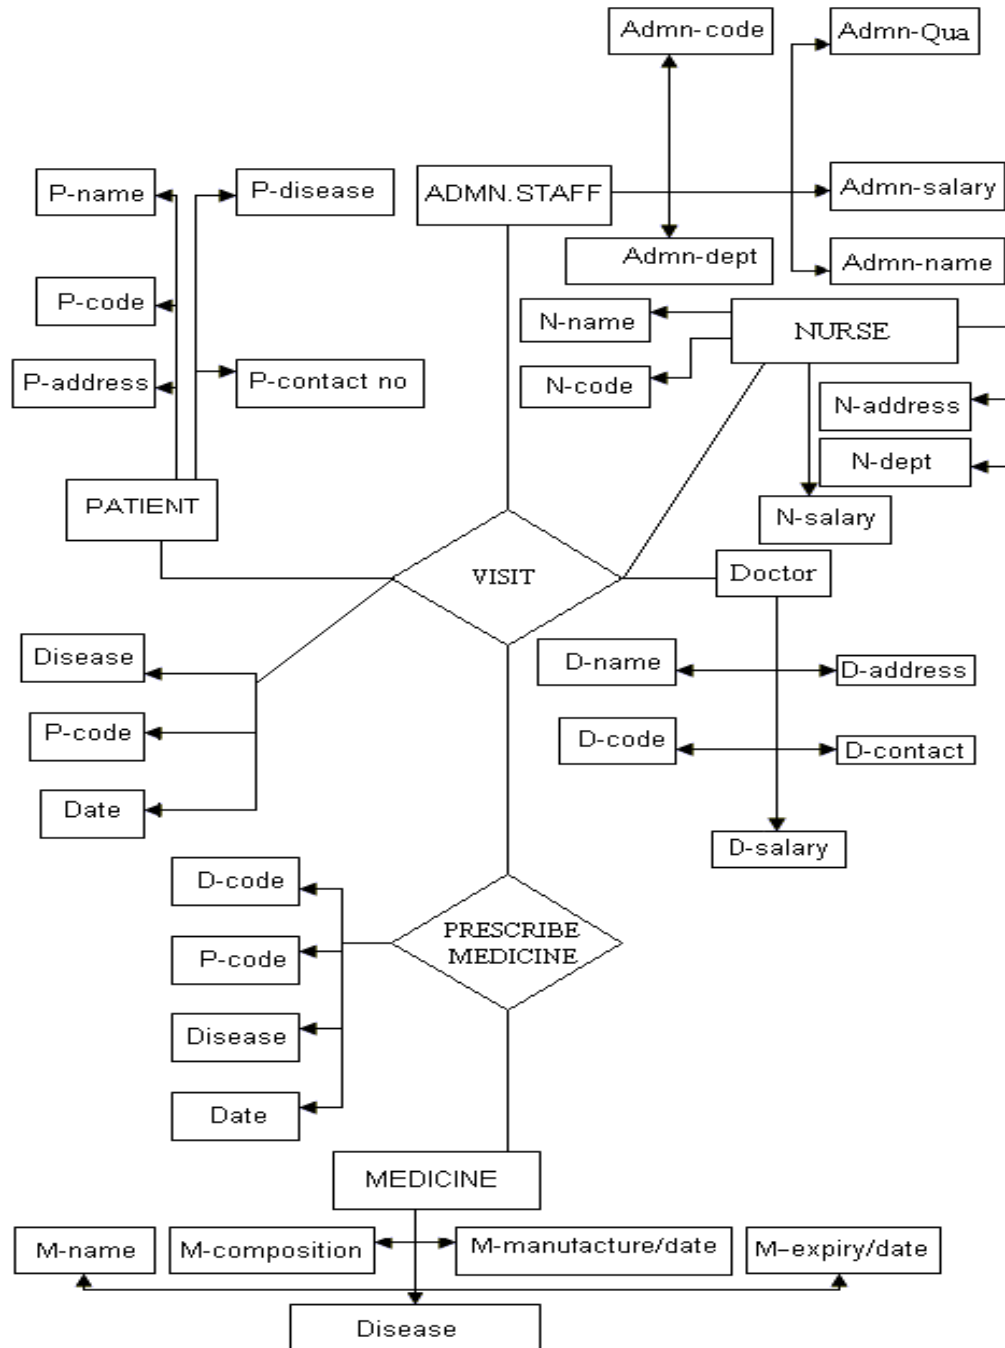 Admn-code
Admn-Qua
P-name
P-disease
ADMN.STAFF
Admn-salary
Admn-dept
Admn-name
P-code
N-name
NURSE
P-address
P-contact no
N-code
N-address
N-dept
PATIENT
N-salary
VISIT
Doctor
Disease
D-name
D-address
P-code
D-code
D-contact
Date
D-salary
D-code
PRESCRIBE
MEDICINE
P-code
Disease
Date
MEDICINE
M-name
M-composition
M-manufacture/date
M-expiry/date
Disease